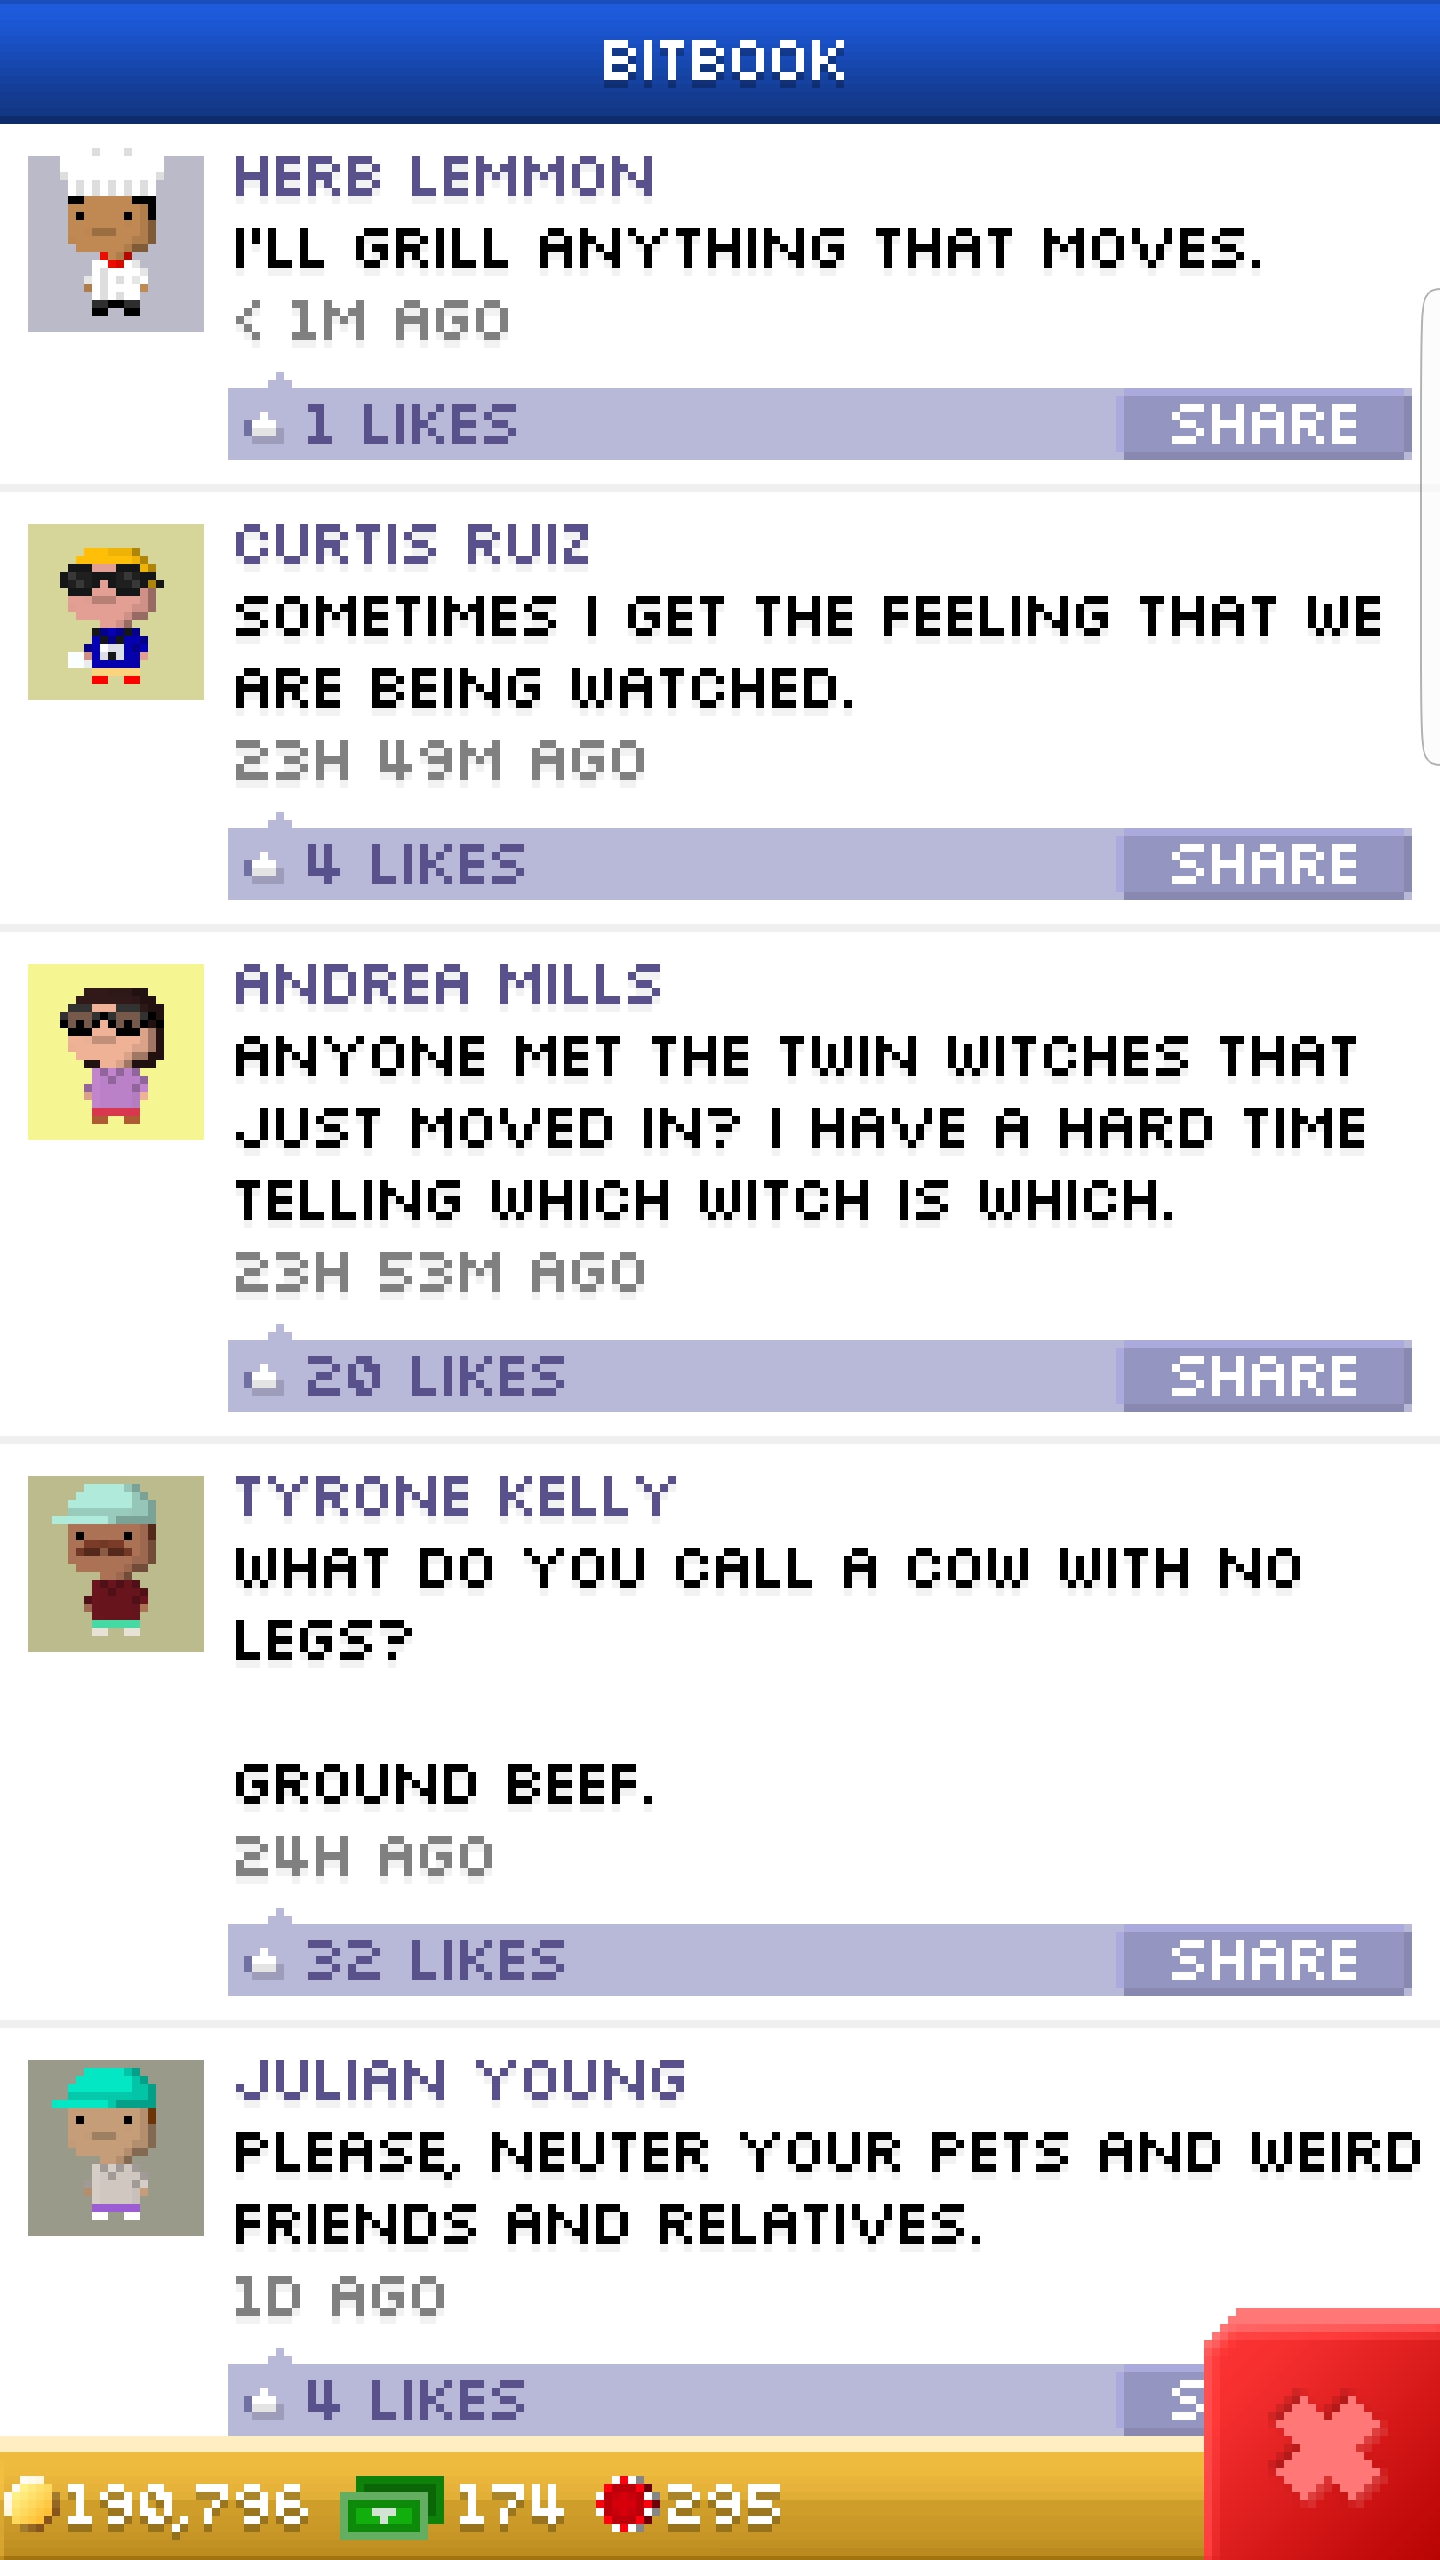 BITBOOK
HERB LEMMON
I'LL GRILL ANYTHING THAT MOVES.
< 1M AGO
1 LIKES SHARE
CURTIS RUIZ
SOMETIMES I GET THE FEELING THAT WE
ARE BEING WATCHED.
23H 49M AGO
4 LIKES SHARE
ANDREA MILLS
ANYONE MET THE TWIN WITCHES THAT
JUST MOVED IN? I HAVE A HARD TIME
TELLING WHICH WITCH IS WHICH.
23H 53M AGO
20 LIKES SHARE
TYRONE KELLY
WHAT DO YOU CALL A COW WITH NO
LEGS?
GROUND BEEF.
24H AGO
32 LIKES SHARE
JULIAN YOUNG
PLEASE, NEUTER YOUR PETS AND WEIRD
FRIENDS AND RELATIVES.
1D AGO
4 LIKES
190,796 174 295